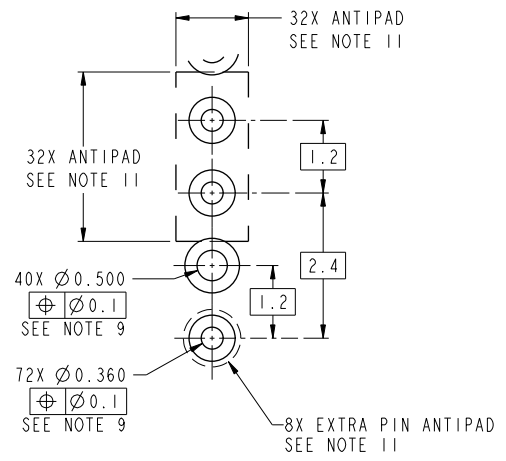 32X ANTIPAD
SEE NOTE 11
1.2
32X ANTIPAD
SEE NOTE 11
2.4
40X Ø0.500
⌖ Ø0.1
SEE NOTE 9
1.2
72X Ø0.360
⌖ Ø0.1
SEE NOTE 9
8X EXTRA PIN ANTIPAD
SEE NOTE 11